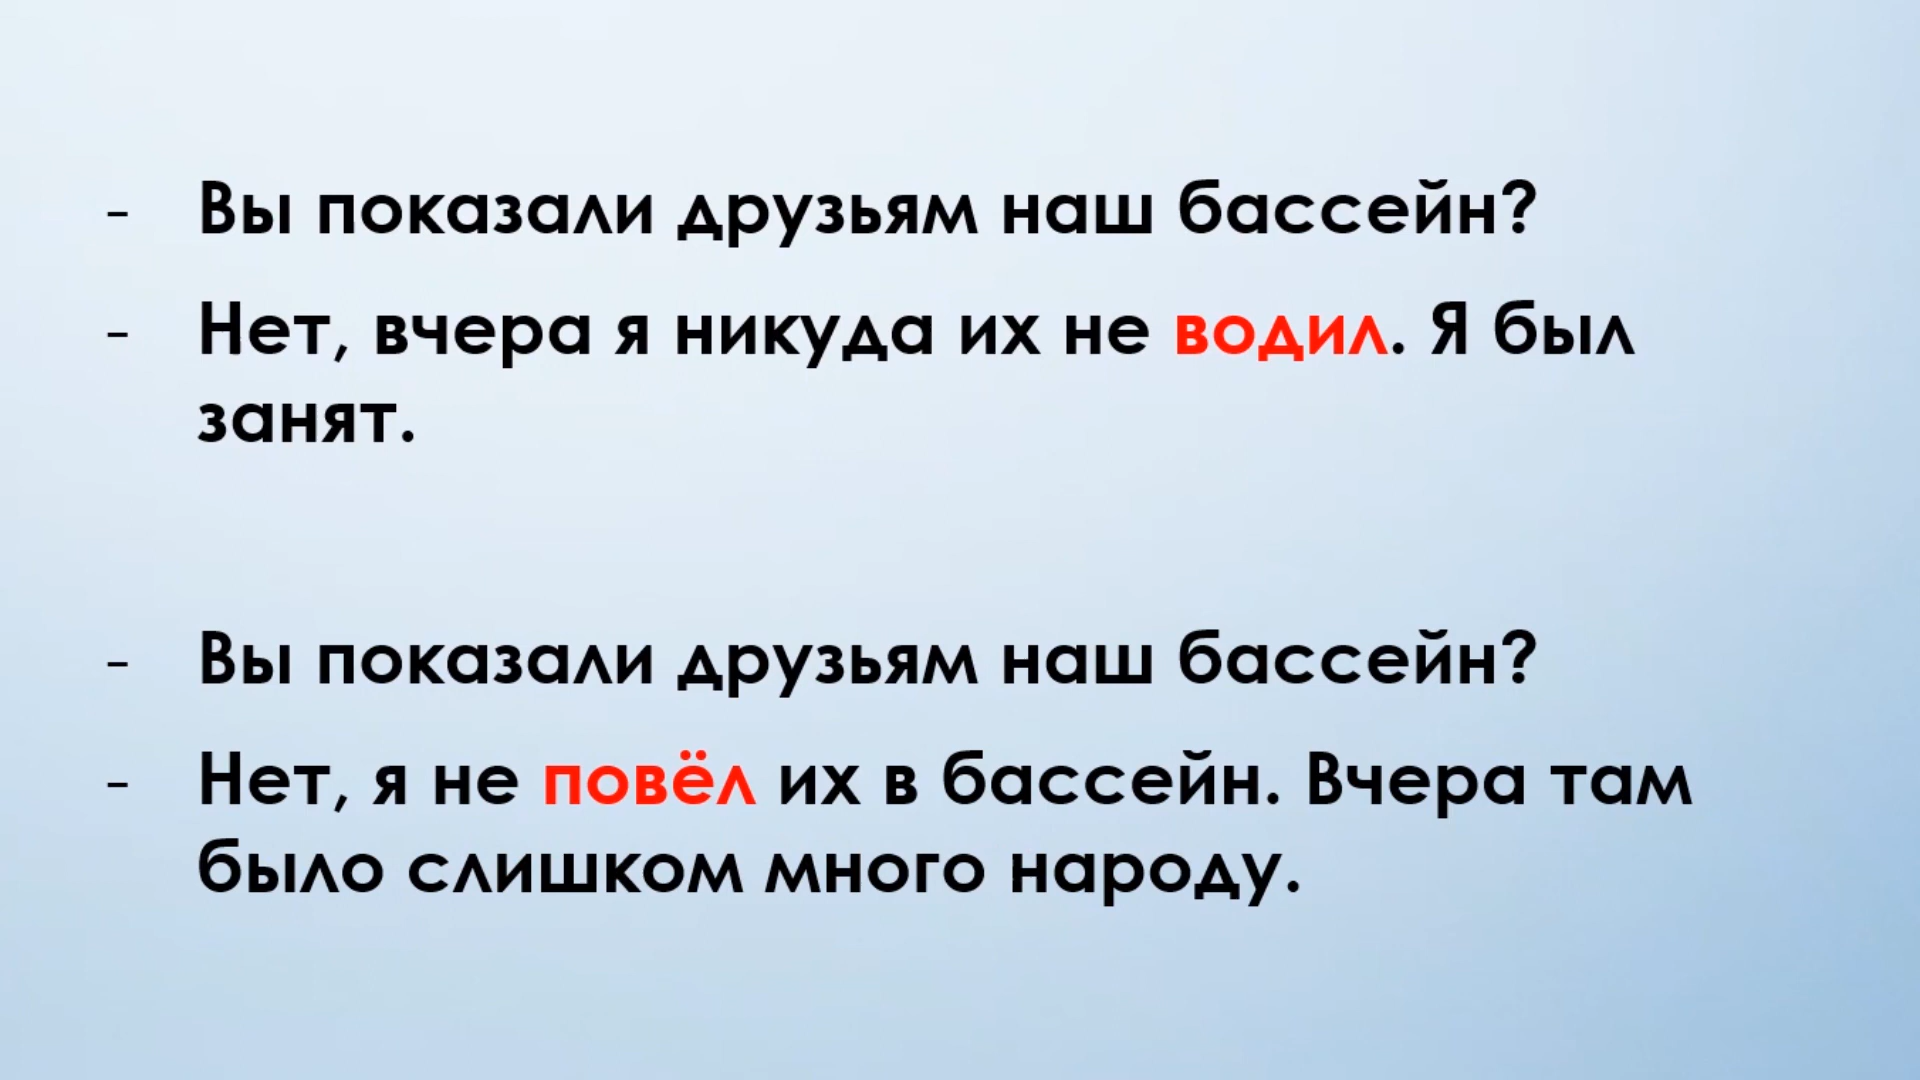 - Вы показали друзьям наш бассейн?
- Нет, вчера я никуда их не водил. Я был
занят.
- Вы показали друзьям наш бассейн?
- Нет, я не повёл их в бассейн. Вчера там
было слишком много народу.